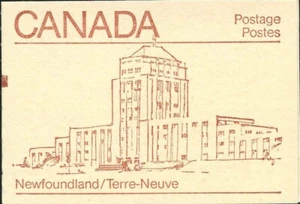 CANADA
Postage
Postes
Newfoundland/Terre-Neuve